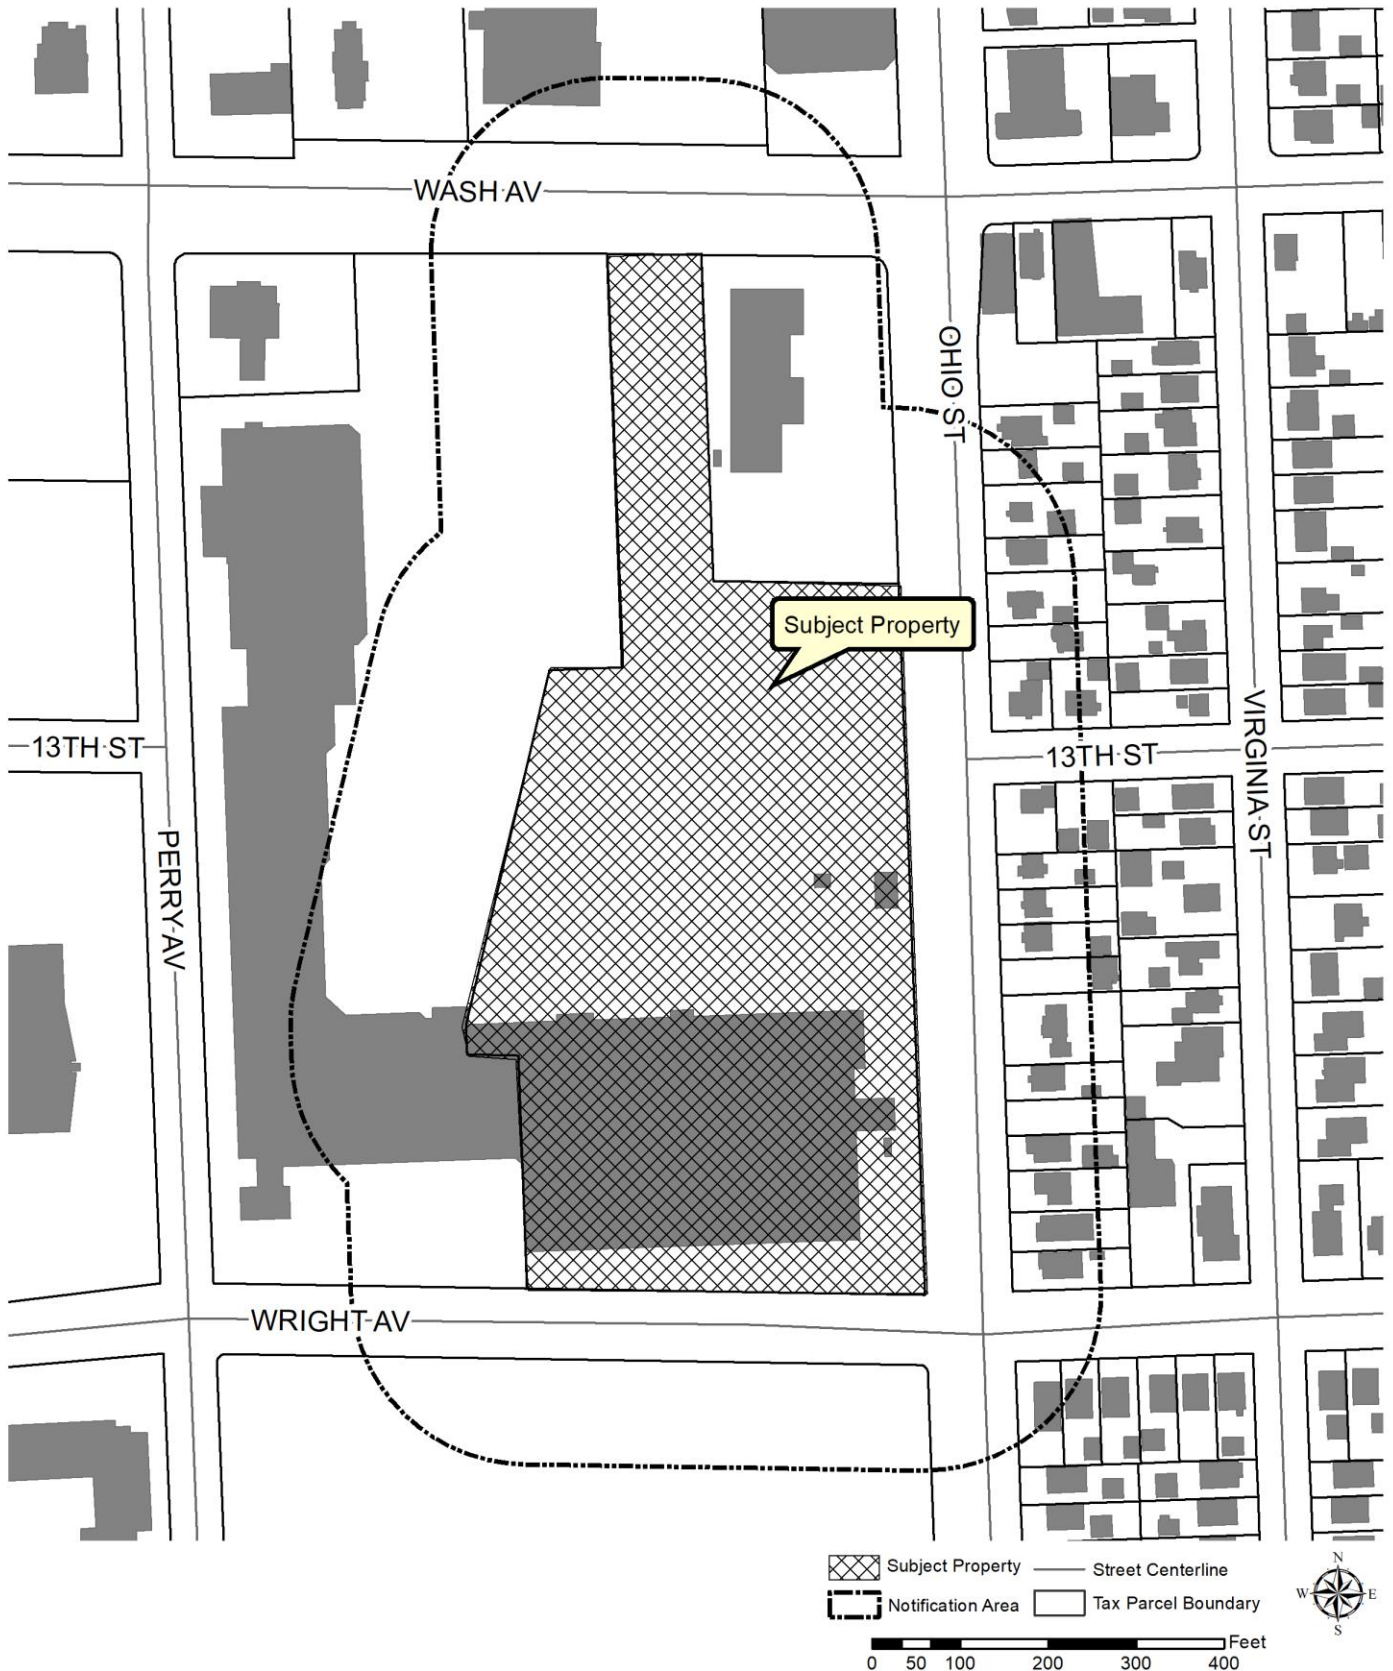 WASH AV
OHIO ST
Subject Property
13TH ST
13TH ST
VIRGINIA ST
PERRY AV
WRIGHT AV
Subject Property
Street Centerline
Notification Area
Tax Parcel Boundary
N
W E
S
Feet
0 50 100 200 300 400